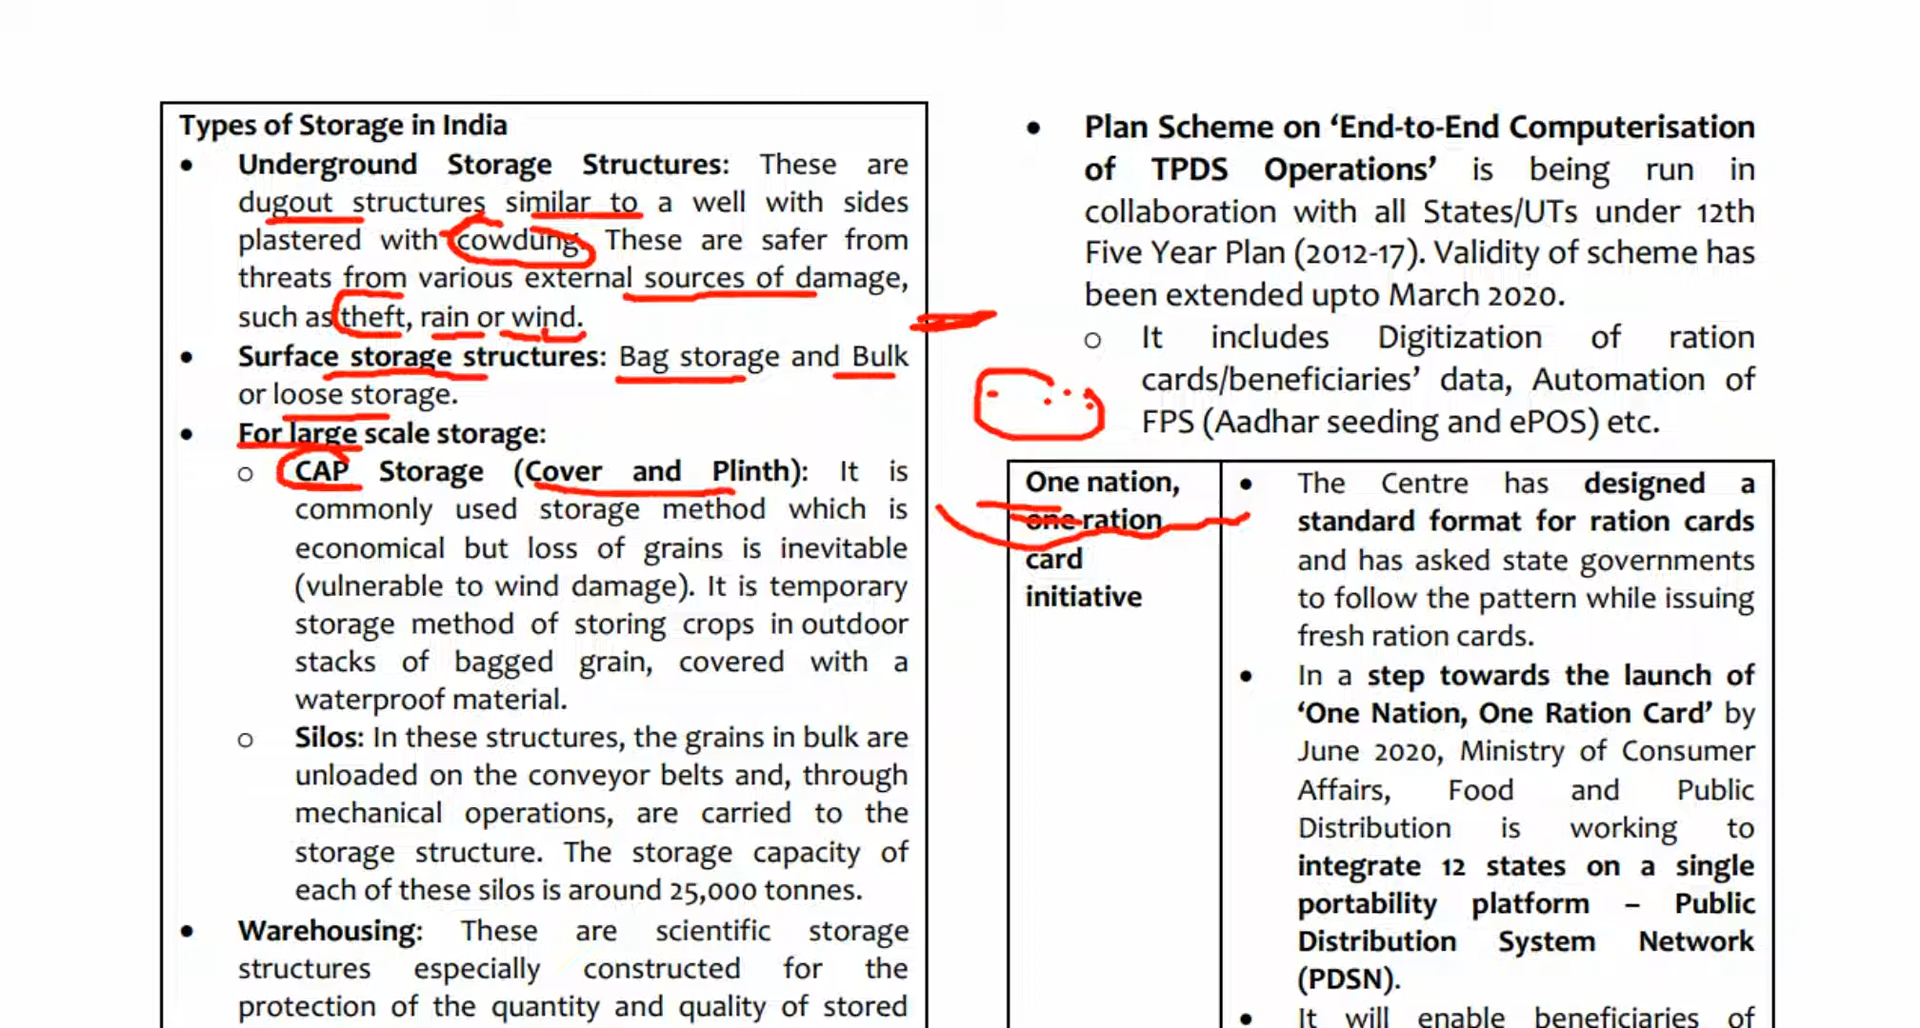 Types of Storage in India
• Underground Storage Structures: These are
dugout structures similar to a well with sides
plastered with cowdung. These are safer from
threats from various external sources of damage,
such as theft, rain or wind.
• Surface storage structures: Bag storage and Bulk
or loose storage.
• For large scale storage:
o CAP Storage (Cover and Plinth): It is
commonly used storage method which is
economical but loss of grains is inevitable
(vulnerable to wind damage). It is temporary
storage method of storing crops in outdoor
stacks of bagged grain, covered with a
waterproof material.
o Silos: In these structures, the grains in bulk are
unloaded on the conveyor belts and, through
mechanical operations, are carried to the
storage structure. The storage capacity of
each of these silos is around 25,000 tonnes.
• Warehousing: These are scientific storage
structures especially constructed for the
protection of the quantity and quality of stored
• Plan Scheme on ‘End-to-End Computerisation
of TPDS Operations’ is being run in
collaboration with all States/UTs under 12th
Five Year Plan (2012-17). Validity of scheme has
been extended upto March 2020.
o It includes Digitization of ration
cards/beneficiaries’ data, Automation of
FPS (Aadhar seeding and ePOS) etc.
One nation,
one ration
card
initiative
• The Centre has designed a
standard format for ration cards
and has asked state governments
to follow the pattern while issuing
fresh ration cards.
• In a step towards the launch of
‘One Nation, One Ration Card’ by
June 2020, Ministry of Consumer
Affairs, Food and Public
Distribution is working to
integrate 12 states on a single
portability platform – Public
Distribution System Network
(PDSN).
• It will enable beneficiaries of